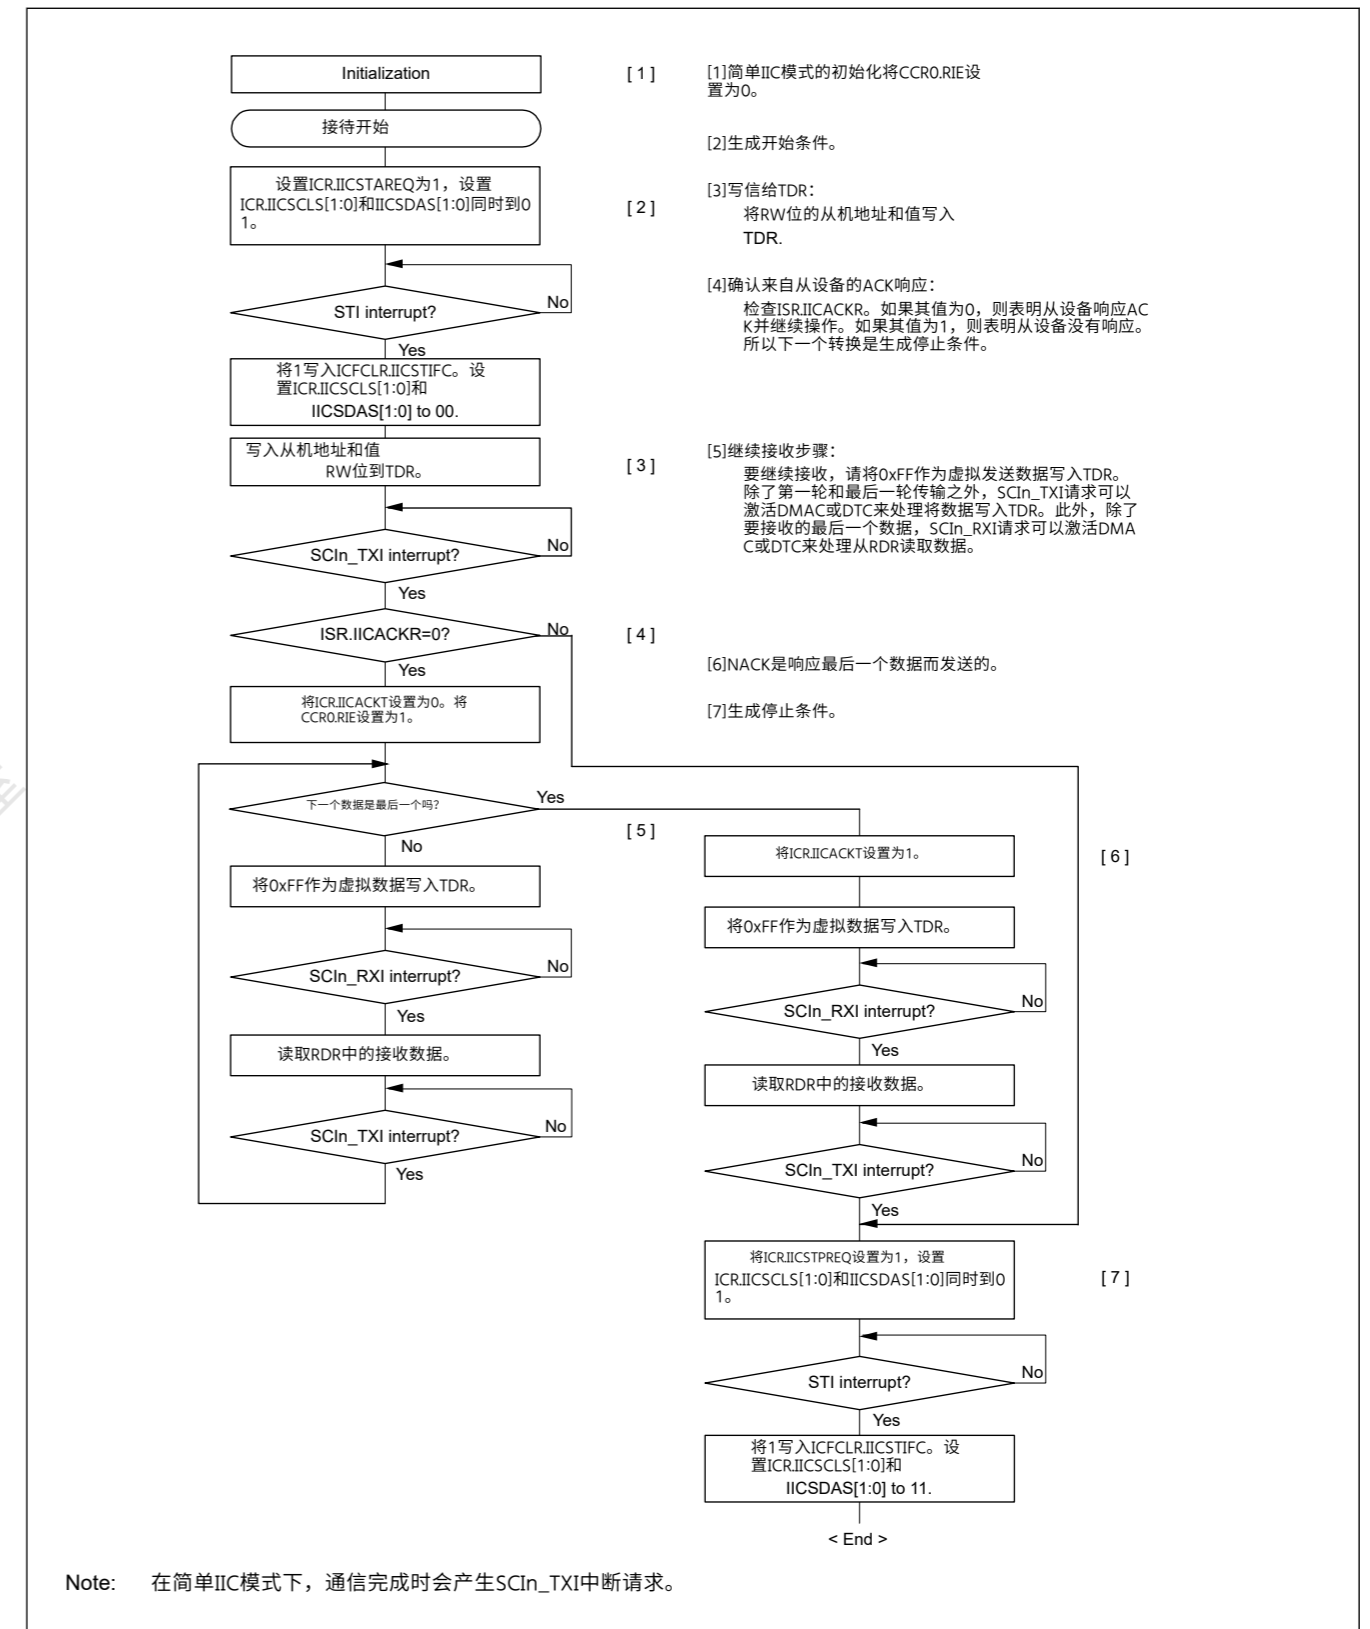 Initialization
[ 1 ]
接待开始
设置ICR.IICSTAREQ为1，设置
ICR.IICSCLS[1:0]和IICSDAS[1:0]同时到0
1。
[ 2 ]
STI interrupt?
No
Yes
将1写入ICFCLR.IICSTIFC。设
置ICR.IICSCLS[1:0]和
IICSDAS[1:0] to 00.
写入从机地址和值
RW位到TDR。
[ 3 ]
SCIn_TXI interrupt?
No
Yes
ISR.IICACKR=0?
No
[ 4 ]
Yes
将ICR.IICACKT设置为0。将
CCR0.RIE设置为1。
下一个数据是最后一个吗?
Yes
[ 5 ]
No
将0xFF作为虚拟数据写入TDR。
SCIn_RXI interrupt?
No
Yes
读取RDR中的接收数据。
SCIn_TXI interrupt?
No
Yes
将ICR.IICACKT设置为1。
[ 6 ]
将0xFF作为虚拟数据写入TDR。
SCIn_RXI interrupt?
No
Yes
读取RDR中的接收数据。
SCIn_TXI interrupt?
No
Yes
将ICR.IICSTPREQ设置为1，设置
ICR.IICSCLS[1:0]和IICSDAS[1:0]同时到0
1。
[ 7 ]
STI interrupt?
No
Yes
将1写入ICFCLR.IICSTIFC。设
置ICR.IICSCLS[1:0]和
IICSDAS[1:0] to 11.
< End >
[1]简单IIC模式的初始化将CCR0.RIE设
置为0。
[2]生成开始条件。
[3]写信给TDR：
将RW位的从机地址和值写入
TDR.
[4]确认来自从设备的ACK响应：
检查ISR.IICACKR。如果其值为0，则表明从设备响应AC
K并继续操作。如果其值为1，则表明从设备没有响应。
所以下一个转换是生成停止条件。
[5]继续接收步骤：
要继续接收，请将0xFF作为虚拟发送数据写入TDR。
除了第一轮和最后一轮传输之外，SCIn_TXI请求可以
激活DMAC或DTC来处理将数据写入TDR。此外，除了
要接收的最后一个数据，SCIn_RXI请求可以激活DMA
C或DTC来处理从RDR读取数据。
[6]NACK是响应最后一个数据而发送的。
[7]生成停止条件。
Note: 在简单IIC模式下，通信完成时会产生SCIn_TXI中断请求。